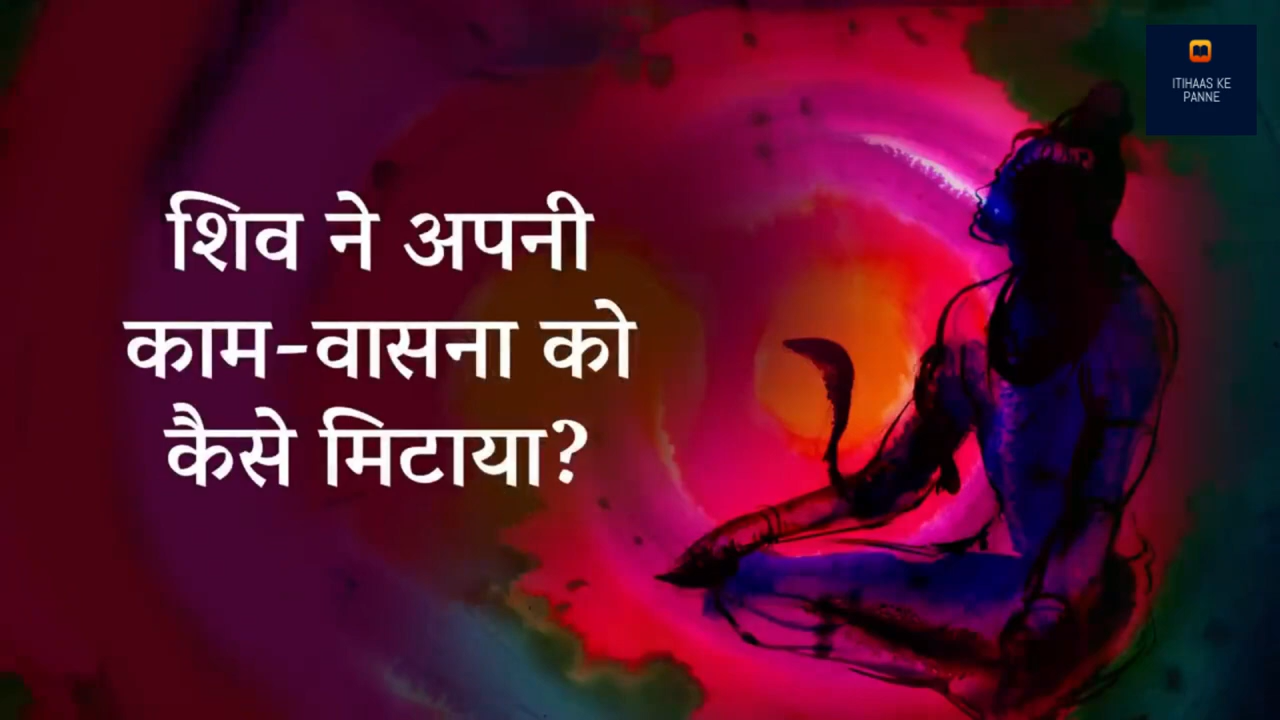 ITIHAAS KE
PANNE
शिव ने अपनी
काम-वासना को
कैसे मिटाया?